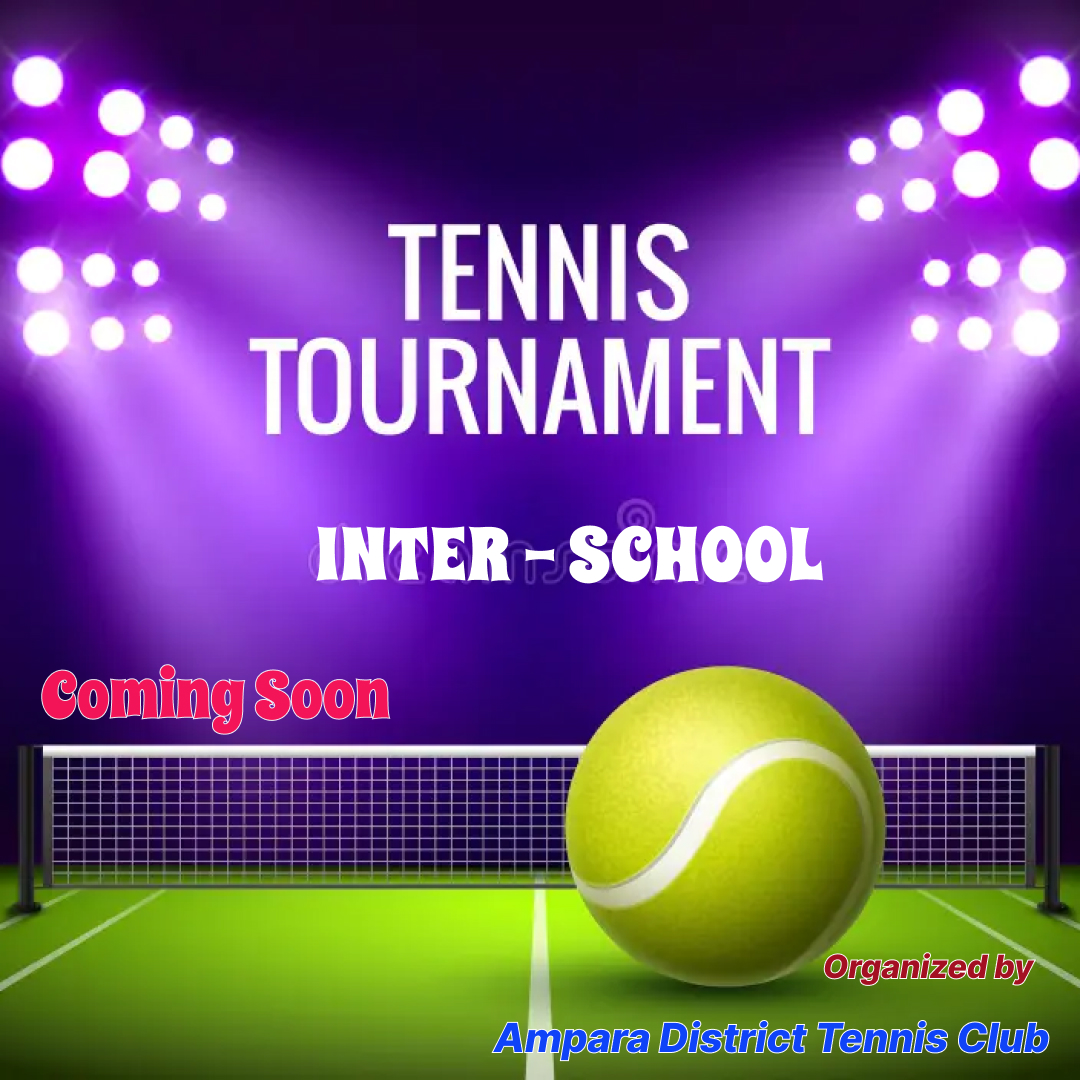 TENNIS
TOURNAMENT
INTER - SCHOOL
Coming Soon
Organized by
Ampara District Tennis Club